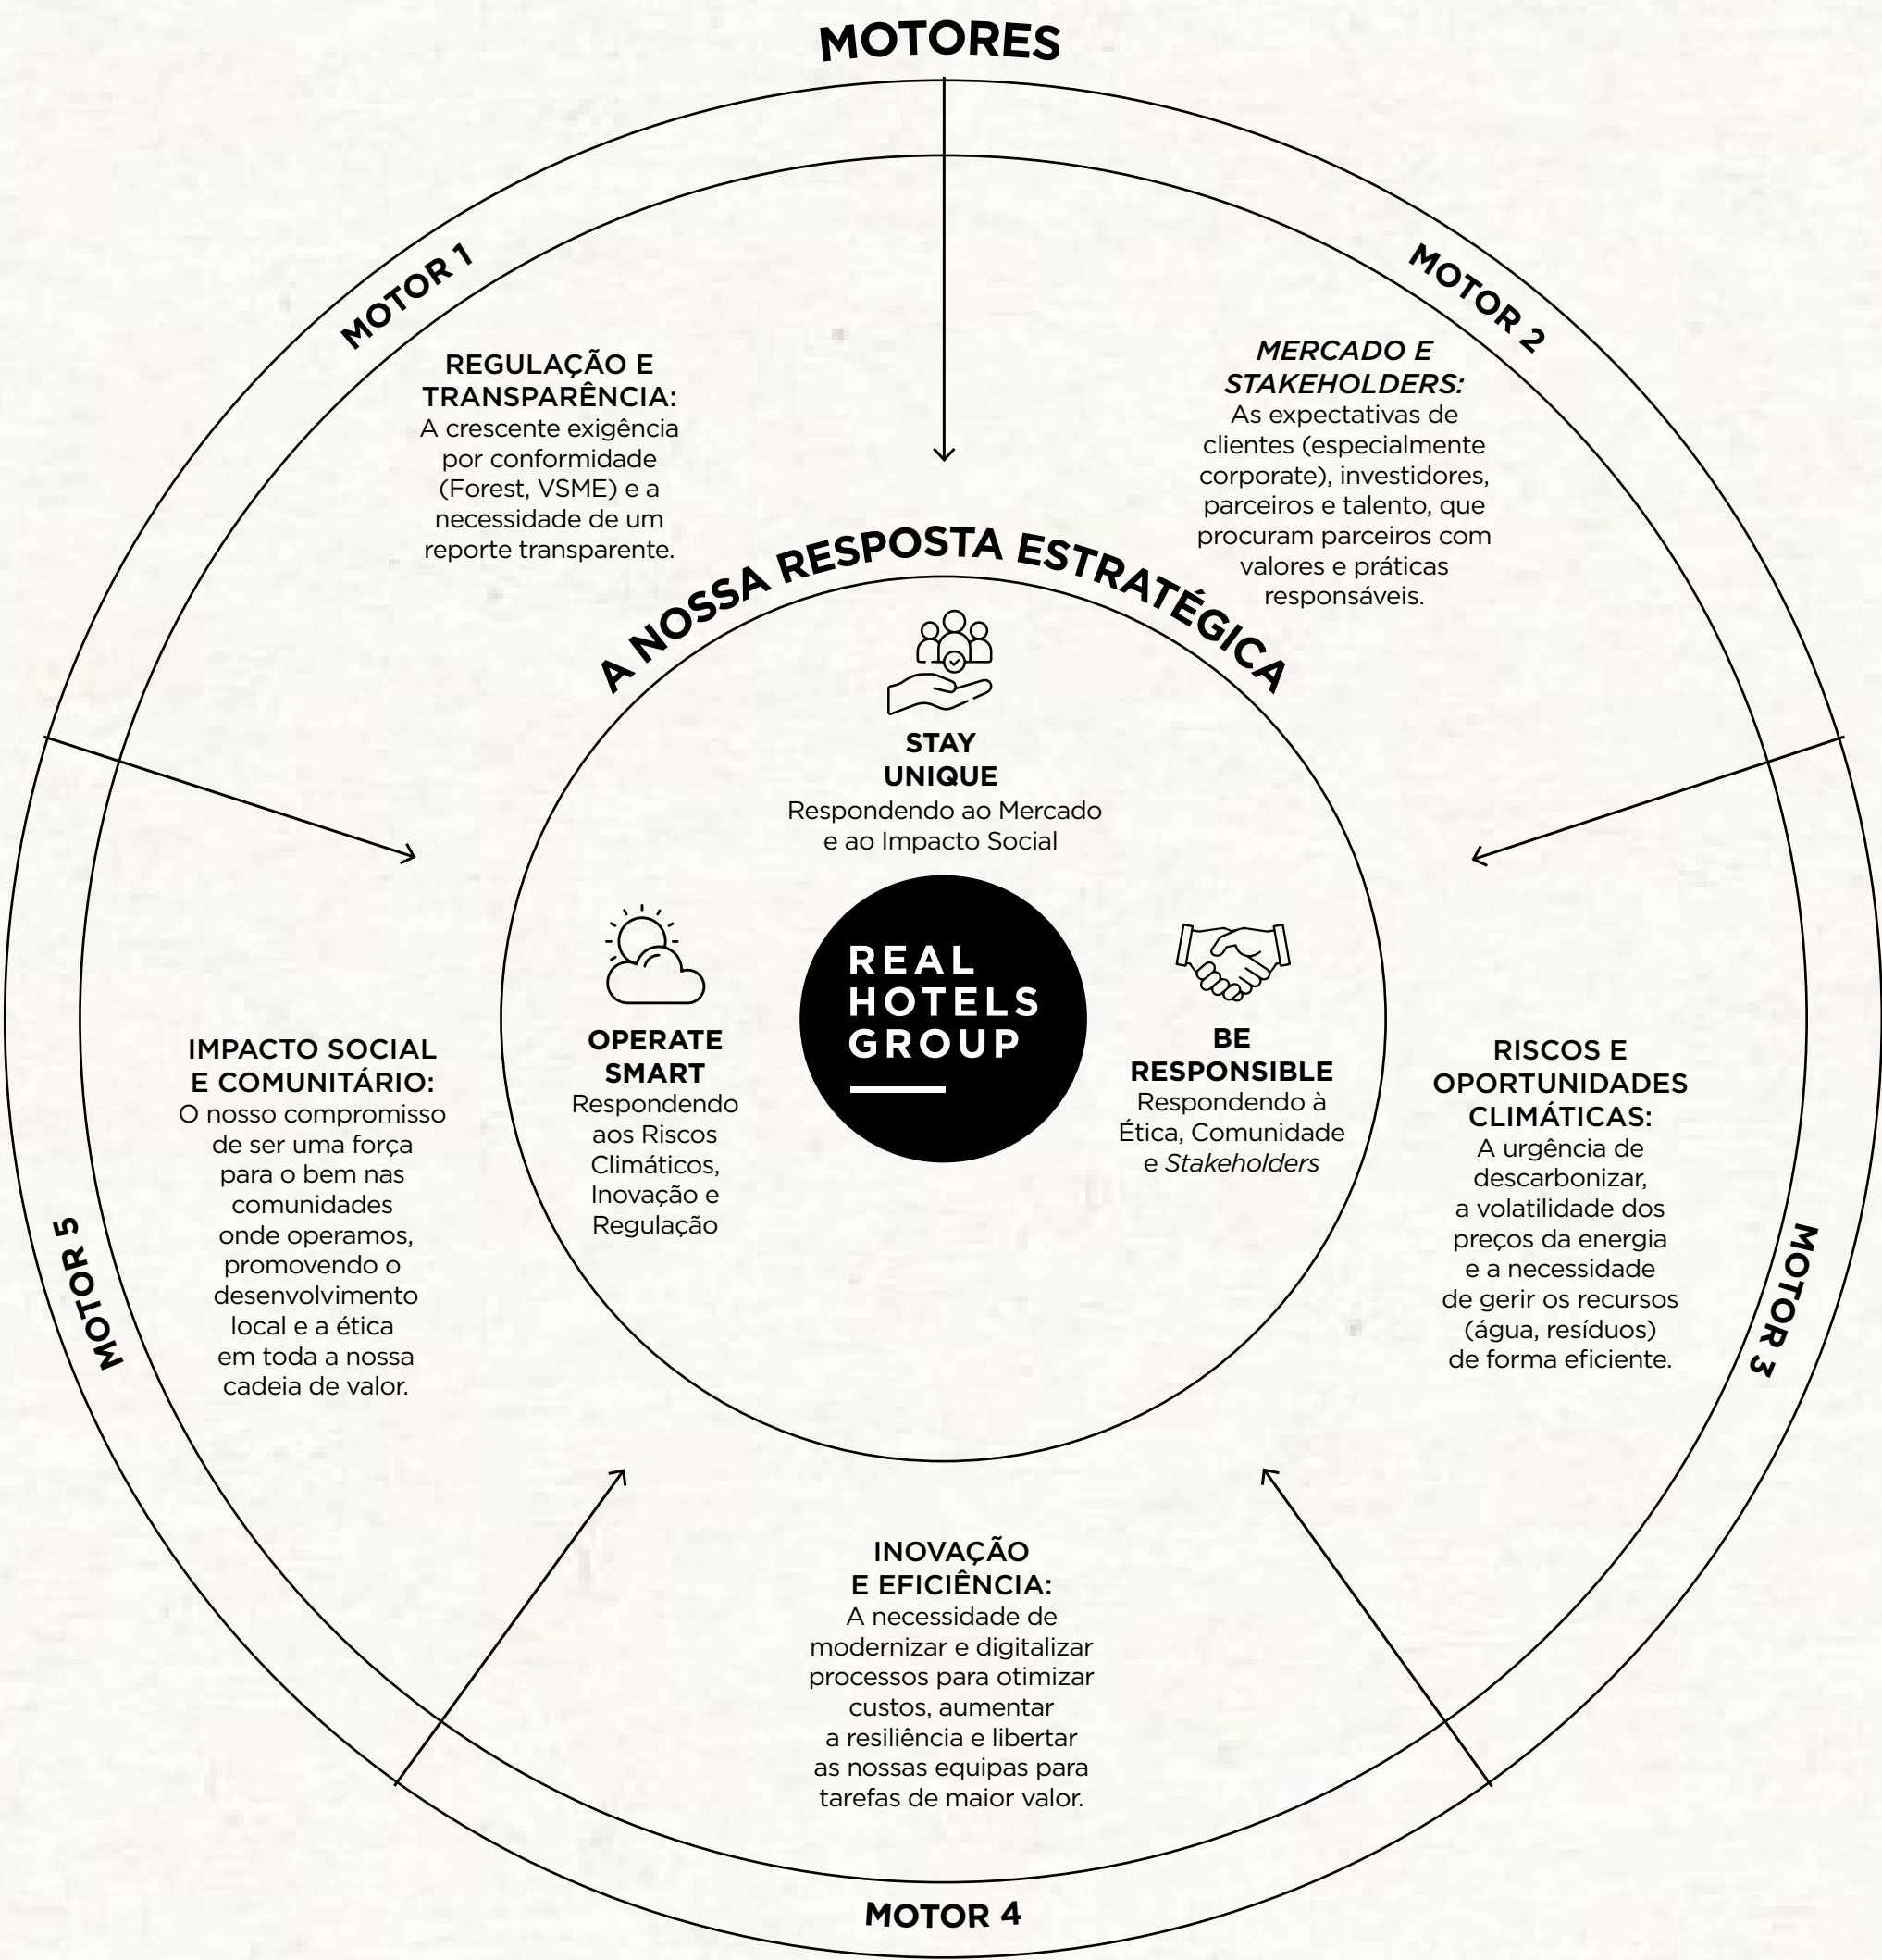 MOTORES
MOTOR 1
REGULAÇÃO E
TRANSPARÊNCIA:
A crescente exigência
por conformidade
(Forest, VSME) e a
necessidade de um
reporte transparente.
MOTOR 2
MERCADO E
STAKEHOLDERS:
As expectativas de
clientes (especialmente
corporate), investidores,
parceiros e talento, que
procuram parceiros com
valores e práticas
responsáveis.
A NOSSA RESPOSTA ESTRATÉGICA
STAY
UNIQUE
Respondendo ao Mercado
e ao Impacto Social
OPERATE
SMART
Respondendo
aos Riscos
Climáticos,
Inovação e
Regulação
REAL
HOTELS
GROUP
BE
RESPONSIBLE
Respondendo à
Ética, Comunidade
e Stakeholders
RISCOS E
OPORTUNIDADES
CLIMÁTICAS:
A urgência de
descarbonizar,
a volatilidade dos
preços da energia
e a necessidade
de gerir os recursos
(água, resíduos)
de forma eficiente.
MOTOR 3
INOVAÇÃO
E EFICIÊNCIA:
A necessidade de
modernizar e digitalizar
processos para otimizar
custos, aumentar
a resiliência e libertar
as nossas equipas para
tarefas de maior valor.
MOTOR 4
IMPACTO SOCIAL
E COMUNITÁRIO:
O nosso compromisso
de ser uma força
para o bem nas
comunidades
onde operamos,
promovendo o
desenvolvimento
local e a ética
em toda a nossa
cadeia de valor.
MOTOR 5